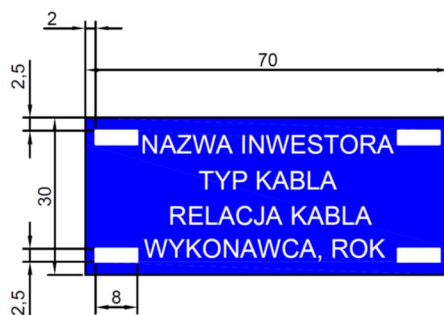 2
70
2,5
30
NAZWA INWESTORA
TYP KABLA
RELACJA KABLA
WYKONAWCA, ROK
2,5
8